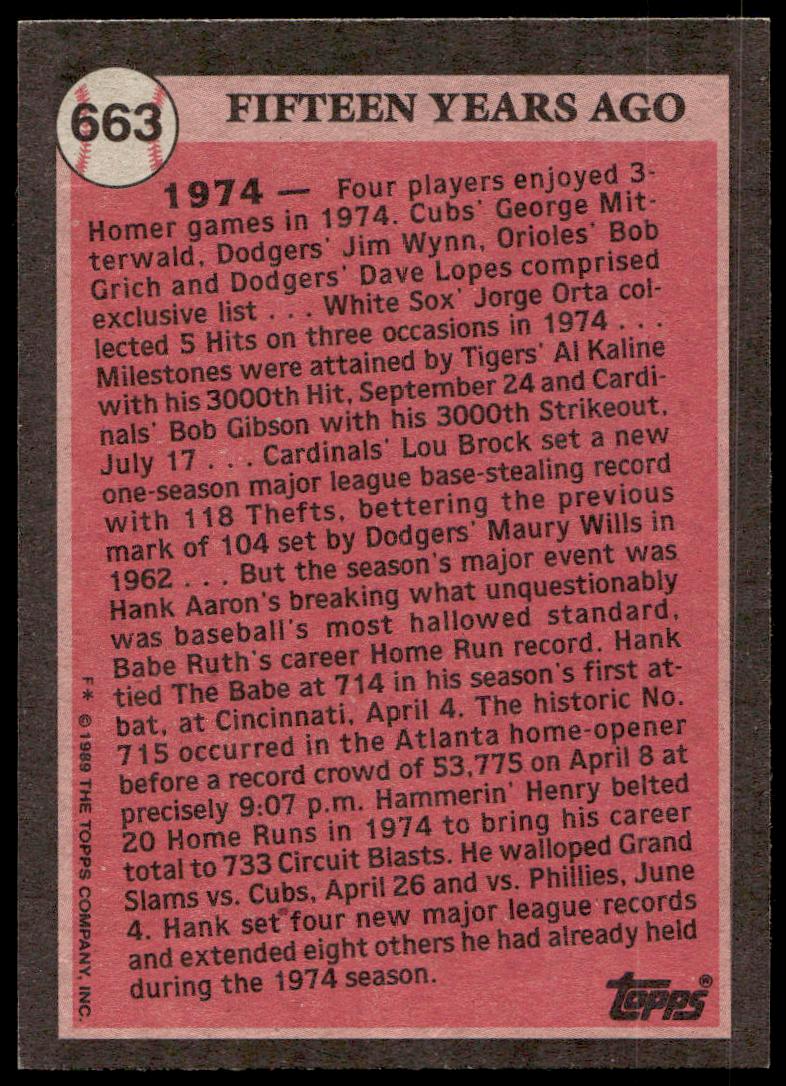 663
FIFTEEN YEARS AGO
1974 — Four players enjoyed 3-
Homer games in 1974. Cubs' George Mit-
terwald, Dodgers' Jim Wynn, Orioles' Bob
Grich and Dodgers' Dave Lopes comprised
exclusive list . . . White Sox' Jorge Orta col-
lected 5 Hits on three occasions in 1974 . . .
Milestones were attained by Tigers' Al Kaline
with his 3000th Hit, September 24 and Cardi-
nals' Bob Gibson with his 3000th Strikeout,
July 17 . . . Cardinals' Lou Brock set a new
one-season major league base-stealing record
with 118 Thefts, bettering the previous
mark of 104 set by Dodgers' Maury Wills in
1962 . . . But the season's major event was
Hank Aaron's breaking what unquestionably
was baseball's most hallowed standard,
Babe Ruth's career Home Run record. Hank
tied The Babe at 714 in his season's first at-
bat, at Cincinnati, April 4. The historic No.
715 occurred in the Atlanta home-opener
before a record crowd of 53,775 on April 8 at
precisely 9:07 p.m. Hammerin' Henry belted
20 Home Runs in 1974 to bring his career
total to 733 Circuit Blasts. He walloped Grand
Slams vs. Cubs, April 26 and vs. Phillies, June
4. Hank set four new major league records
and extended eight others he had already held
during the 1974 season.
F* © 1989 THE TOPPS COMPANY, INC.
topps®